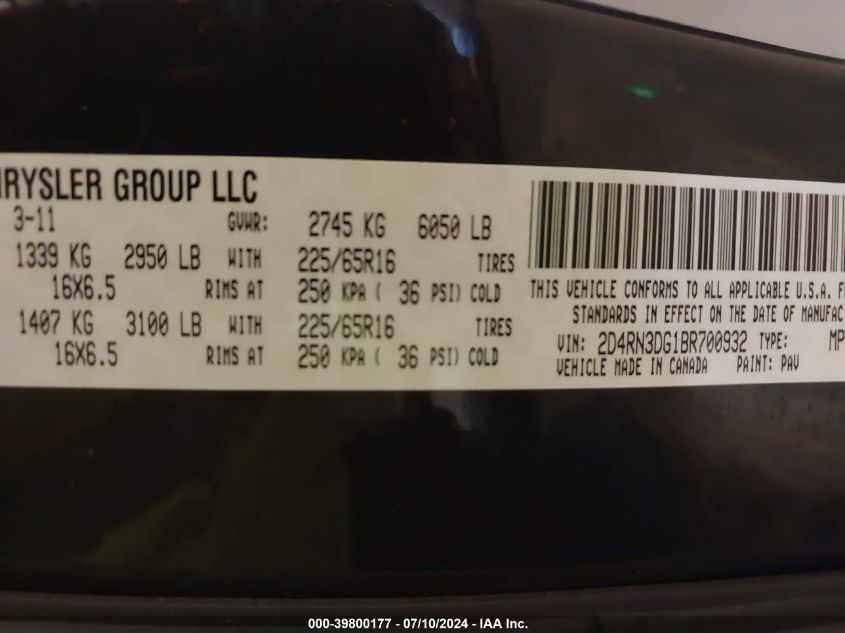 RYSLER GROUP LLC
3-11 GVWR: 2745 KG 6050 LB
1339 KG 2950 LB WITH 225/65R16 TIRES
16X6.5 RIMS AT 250 KPA ( 36 PSI) COLD
1407 KG 3100 LB WITH 225/65R16 TIRES
16X6.5 RIMS AT 250 KPA ( 36 PSI) COLD
THIS VEHICLE CONFORMS TO ALL APPLICABLE U.S.A. F
STANDARDS IN EFFECT ON THE DATE OF MANUFAC
VIN: 2D4RN3DG1BR700932 TYPE: MP
VEHICLE MADE IN CANADA PAINT: PAV
000-39800177 - 07/10/2024 - IAA Inc.